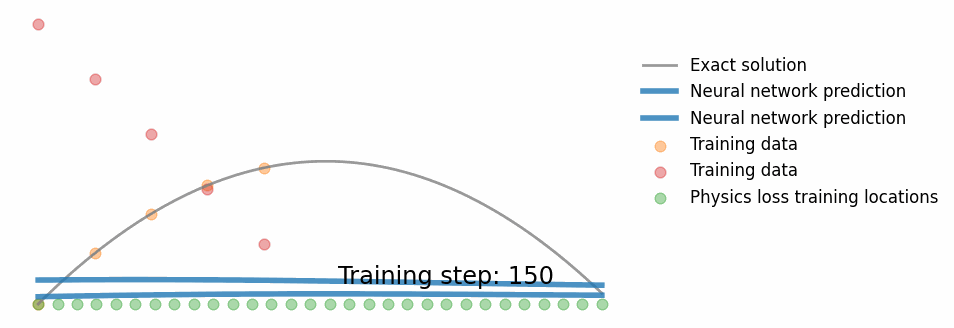 Exact solution
Neural network prediction
Neural network prediction
Training data
Training data
Physics loss training locations
Training step: 150